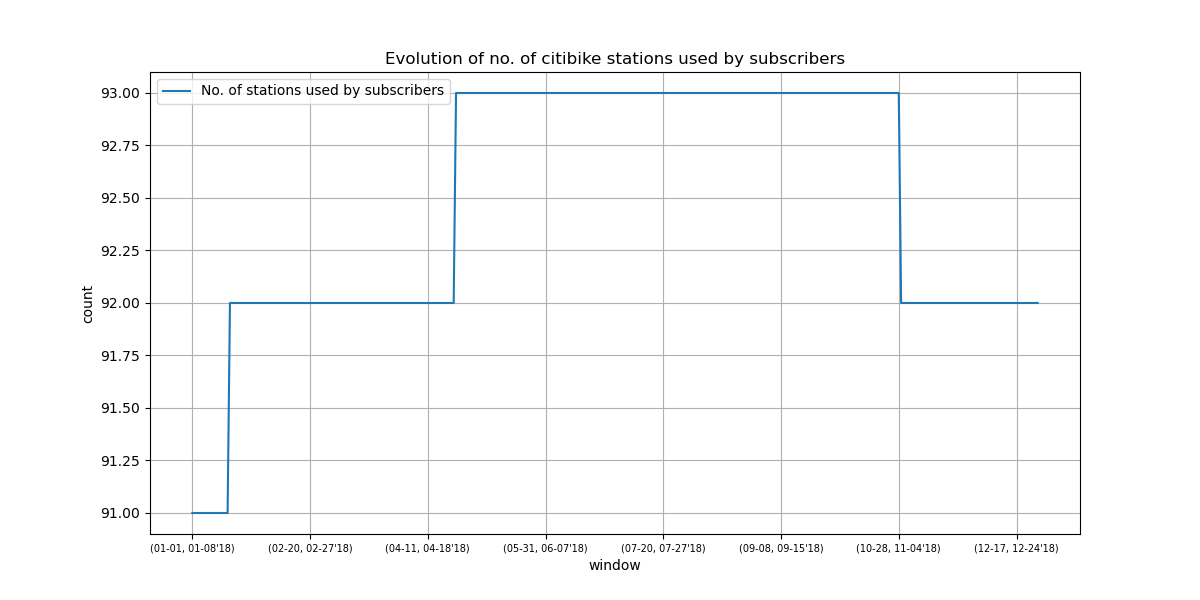 Evolution of no. of citibike stations used by subscribers
No. of stations used by subscribers
93.00
92.75
92.50
92.25
92.00
91.75
91.50
91.25
91.00
count
(01-01, 01-08'18) (02-20, 02-27'18) (04-11, 04-18'18) (05-31, 06-07'18) (07-20, 07-27'18) (09-08, 09-15'18) (10-28, 11-04'18) (12-17, 12-24'18)
window